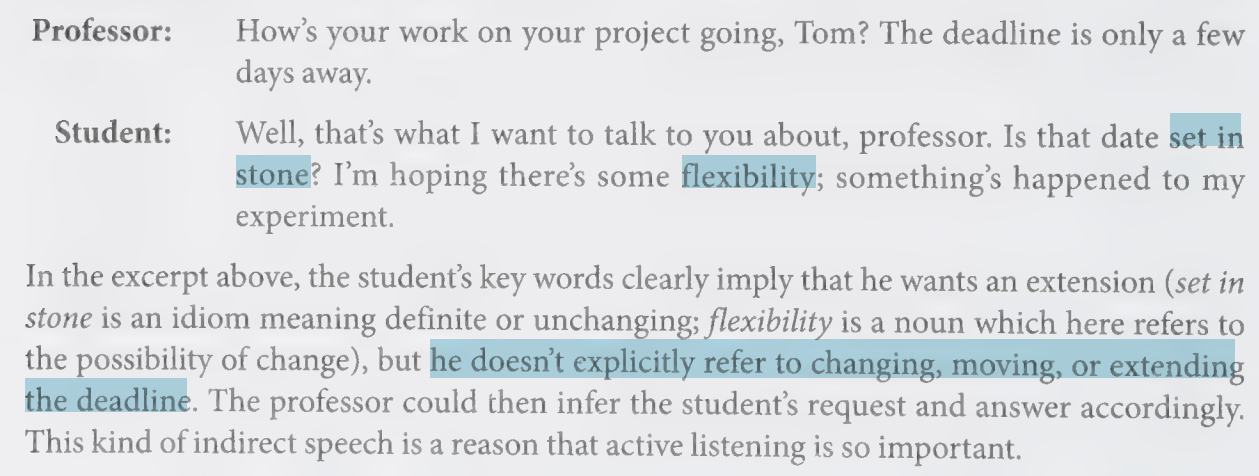 Professor: How's your work on your project going, Tom? The deadline is only a few
days away.
Student: Well, that's what I want to talk to you about, professor. Is that date set in
stone? I'm hoping there's some flexibility; something's happened to my
experiment.
In the excerpt above, the student's key words clearly imply that he wants an extension (set in
stone is an idiom meaning definite or unchanging; flexibility is a noun which here refers to
the possibility of change), but he doesn't explicitly refer to changing, moving, or extending
the deadline. The professor could then infer the student's request and answer accordingly.
This kind of indirect speech is a reason that active listening is so important.